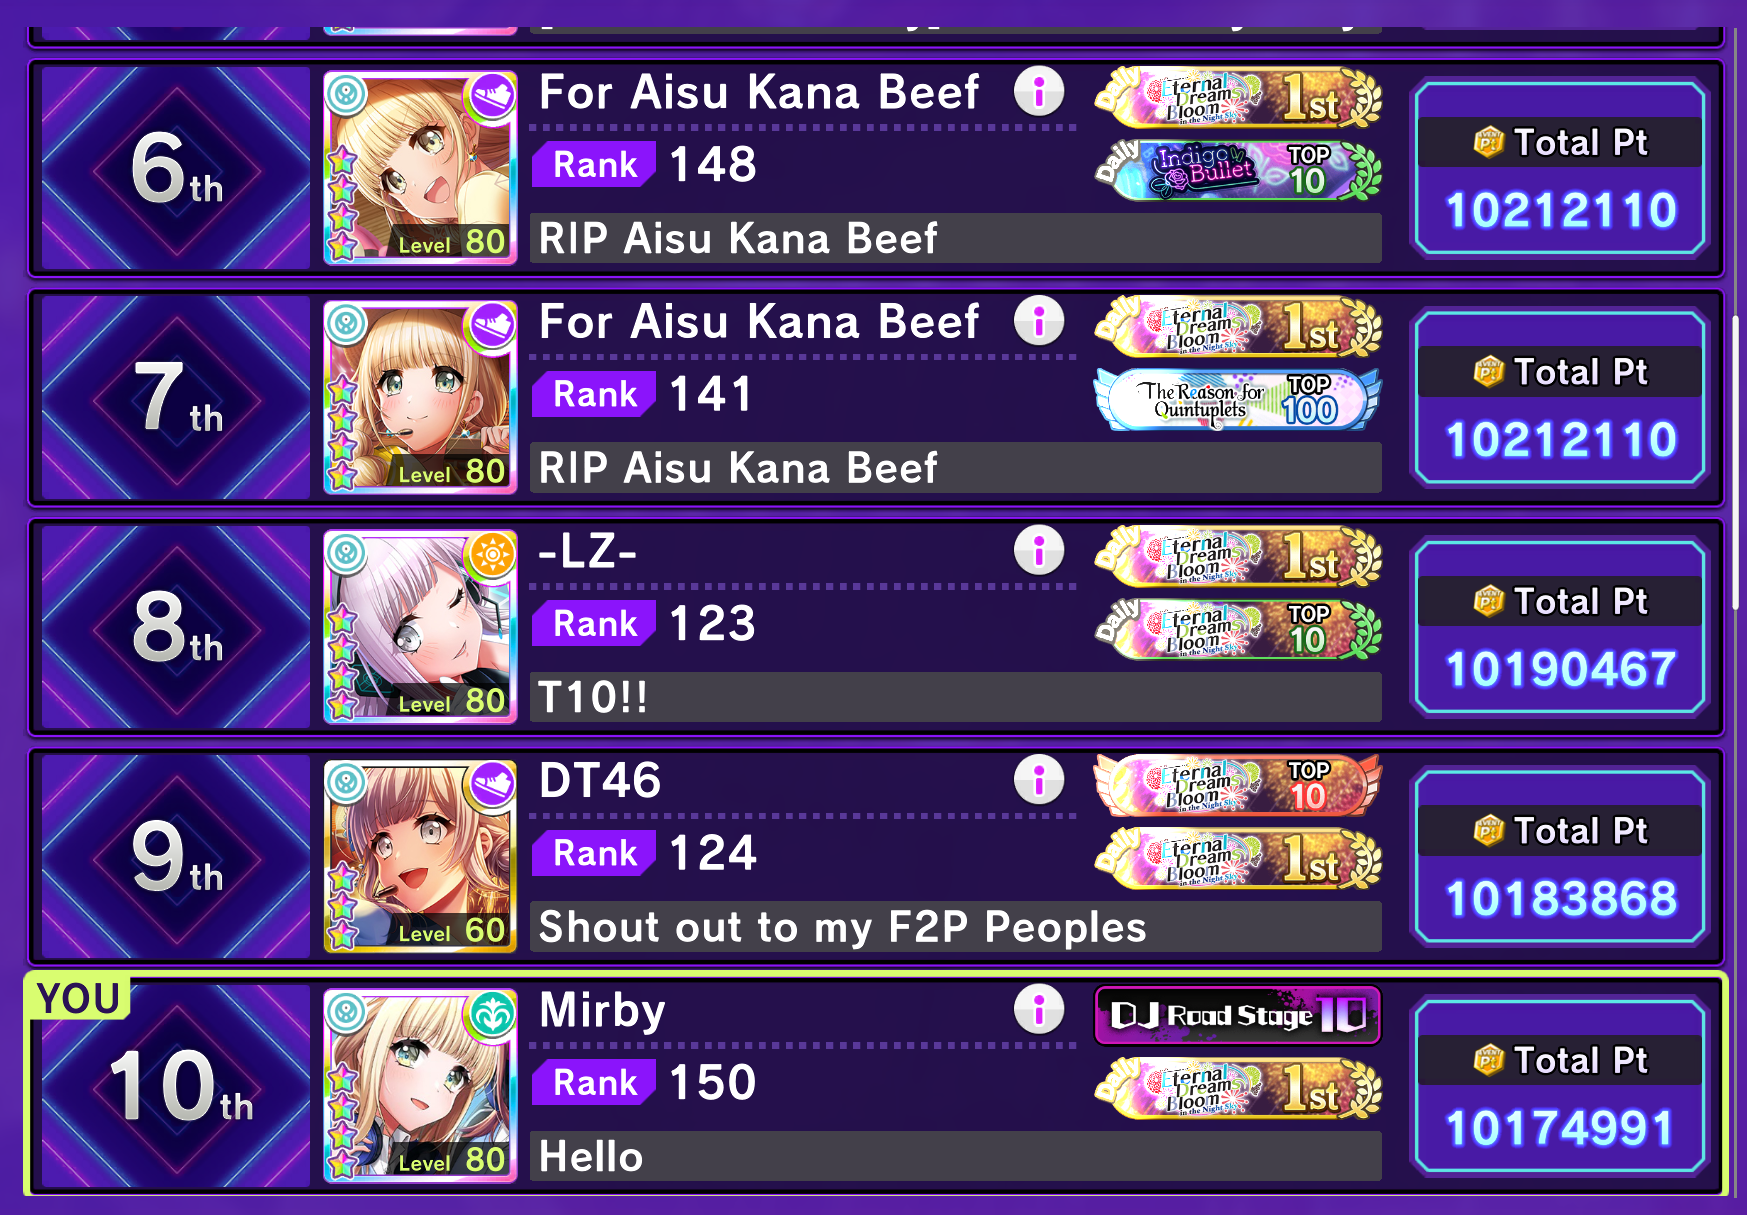 6th
Level 80
For Aisu Kana Beef
Rank 148
RIP Aisu Kana Beef
Daily Eternal Dreams Bloom in the Night Sky 1st
Daily Indigo Bullet TOP 10
Total Pt
10212110
7th
Level 80
For Aisu Kana Beef
Rank 141
RIP Aisu Kana Beef
Daily Eternal Dreams Bloom in the Night Sky 1st
The Reason for Quintuplets TOP 100
Total Pt
10212110
8th
Level 80
-LZ-
Rank 123
T10!!
Daily Eternal Dreams Bloom in the Night Sky 1st
Daily Eternal Dreams Bloom in the Night Sky TOP 10
Total Pt
10190467
9th
Level 60
DT46
Rank 124
Shout out to my F2P Peoples
Eternal Dreams Bloom in the Night Sky TOP 10
Daily Eternal Dreams Bloom in the Night Sky 1st
Total Pt
10183868
YOU
10th
Level 80
Mirby
Rank 150
Hello
DJ Road Stage 10
Daily Eternal Dreams Bloom in the Night Sky 1st
Total Pt
10174991